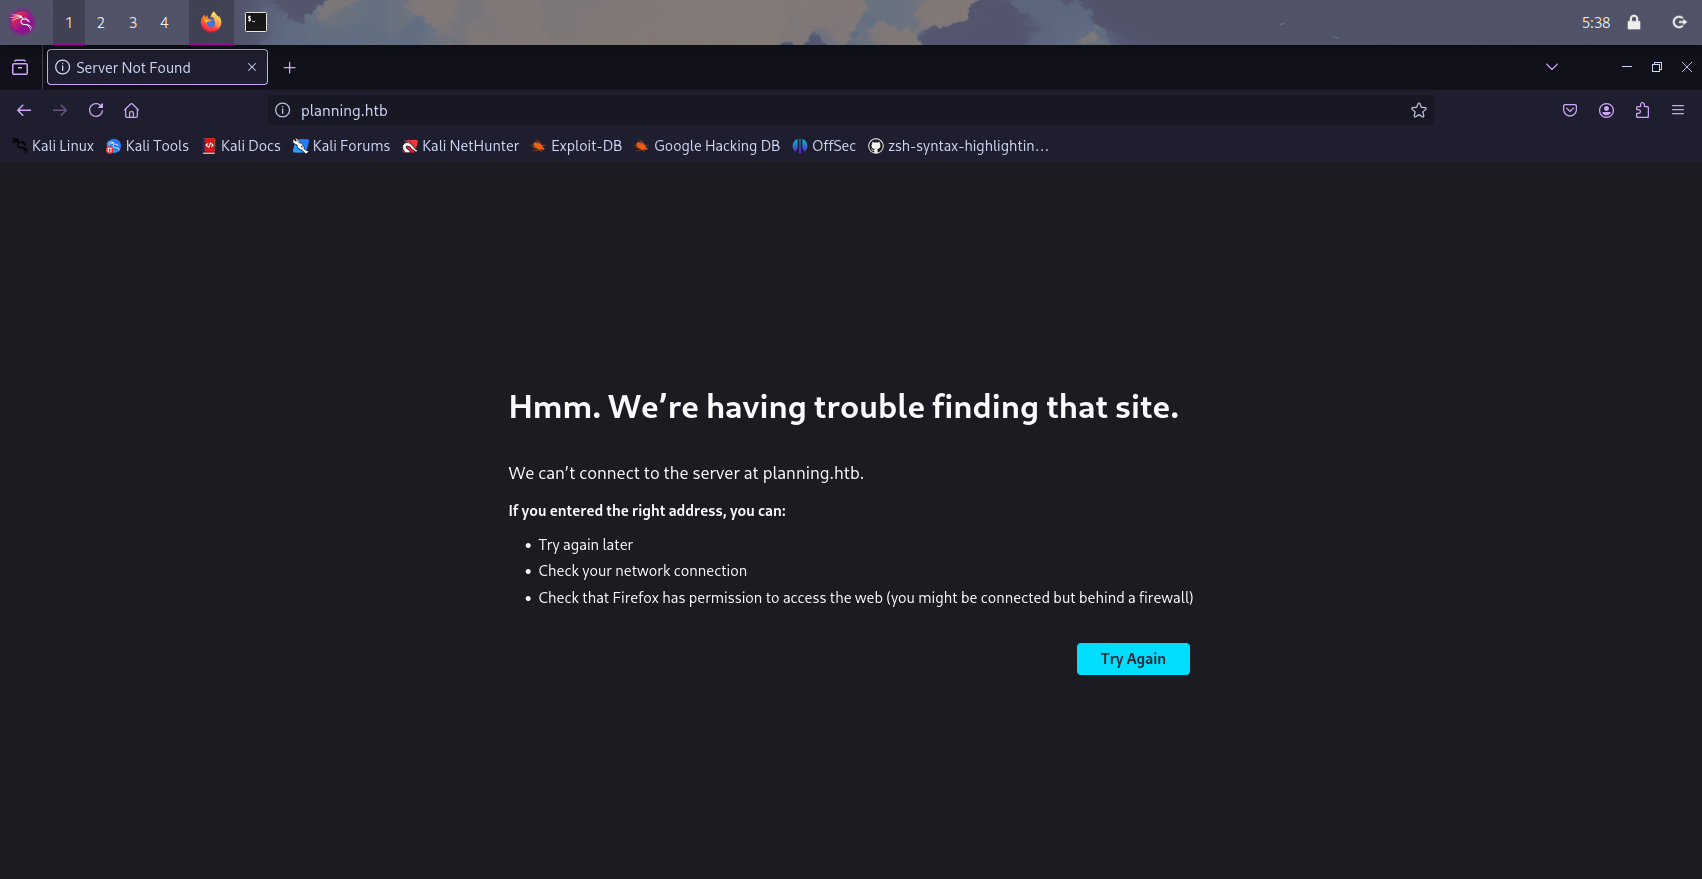 1 2 3 4 $- 5:38
Server Not Found
planning.htb
Kali Linux Kali Tools Kali Docs Kali Forums Kali NetHunter Exploit-DB Google Hacking DB OffSec zsh-syntax-highlightin…
Hmm. We’re having trouble finding that site.
We can’t connect to the server at planning.htb.
If you entered the right address, you can:
• Try again later
• Check your network connection
• Check that Firefox has permission to access the web (you might be connected but behind a firewall)
Try Again